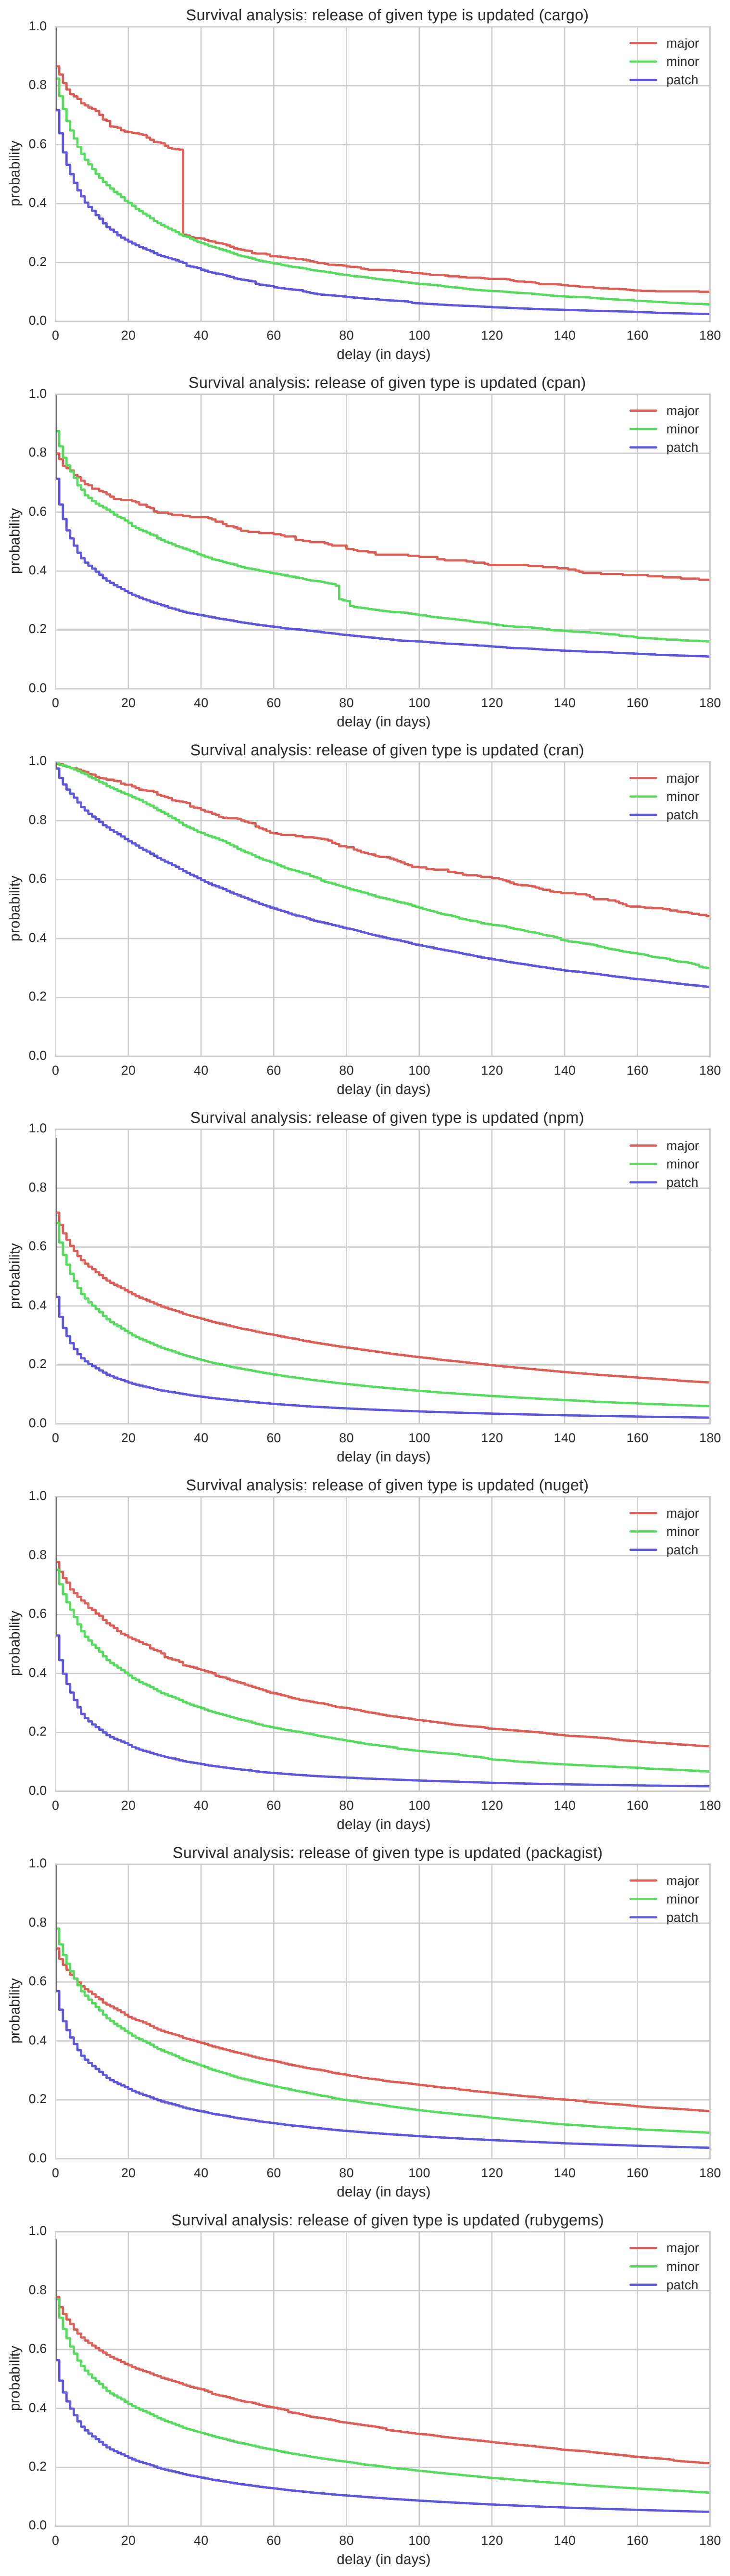 Survival analysis: release of given type is updated (cargo)
1.0
0.8
0.6
0.4
0.2
0.0
probability
major
minor
patch
0 20 40 60 80 100 120 140 160 180
delay (in days)
Survival analysis: release of given type is updated (cpan)
1.0
0.8
0.6
0.4
0.2
0.0
probability
major
minor
patch
0 20 40 60 80 100 120 140 160 180
delay (in days)
Survival analysis: release of given type is updated (cran)
1.0
0.8
0.6
0.4
0.2
0.0
probability
major
minor
patch
0 20 40 60 80 100 120 140 160 180
delay (in days)
Survival analysis: release of given type is updated (npm)
1.0
0.8
0.6
0.4
0.2
0.0
probability
major
minor
patch
0 20 40 60 80 100 120 140 160 180
delay (in days)
Survival analysis: release of given type is updated (nuget)
1.0
0.8
0.6
0.4
0.2
0.0
probability
major
minor
patch
0 20 40 60 80 100 120 140 160 180
delay (in days)
Survival analysis: release of given type is updated (packagist)
1.0
0.8
0.6
0.4
0.2
0.0
probability
major
minor
patch
0 20 40 60 80 100 120 140 160 180
delay (in days)
Survival analysis: release of given type is updated (rubygems)
1.0
0.8
0.6
0.4
0.2
0.0
probability
major
minor
patch
0 20 40 60 80 100 120 140 160 180
delay (in days)